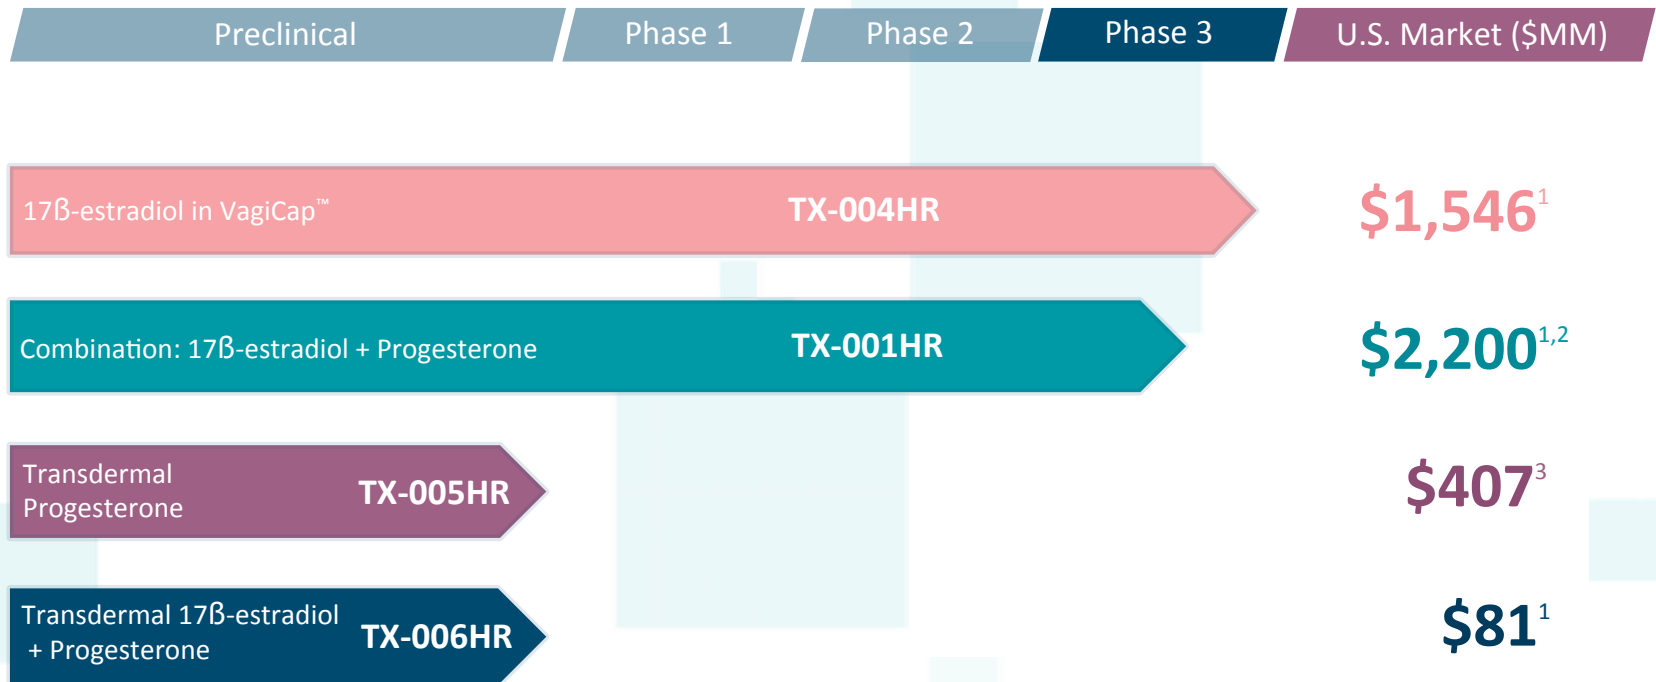 Preclinical Phase 1 Phase 2 Phase 3 U.S. Market ($MM)
17ß-estradiol in VagiCap™ TX-004HR $1,546¹
Combination: 17ß-estradiol + Progesterone TX-001HR $2,200¹,²
Transdermal
Progesterone
TX-005HR
$407³
Transdermal 17ß-estradiol
+ Progesterone
TX-006HR
$81¹